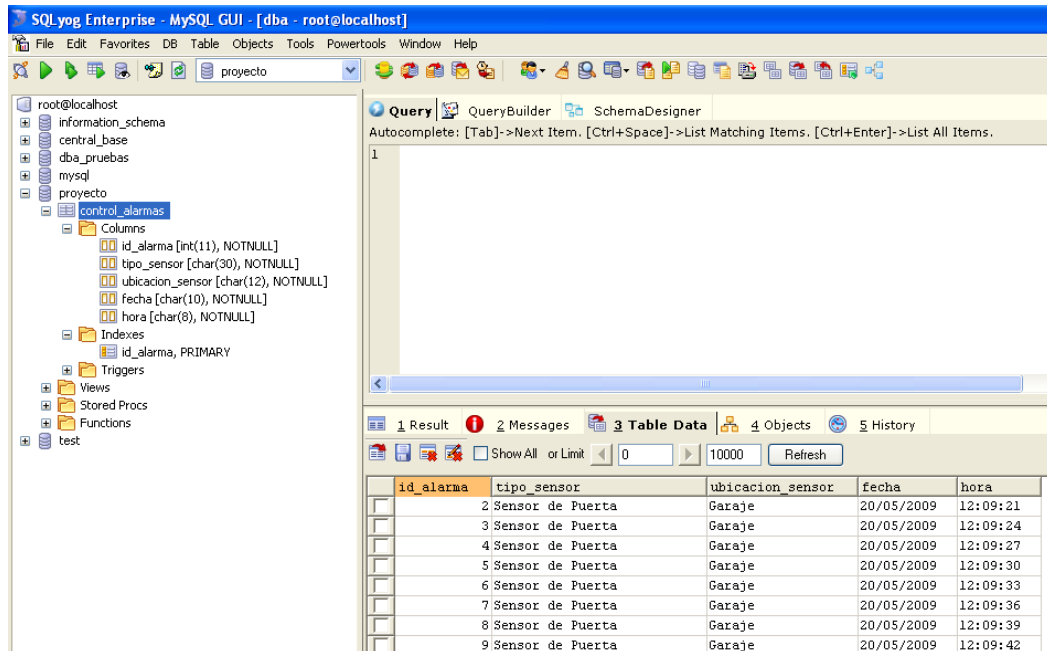 SQLyog Enterprise - MySQL GUI - [dba - root@localhost]
File Edit Favorites DB Table Objects Tools Powertools Window Help
proyecto
root@localhost
information_schema
central_base
dba_pruebas
mysql
proyecto
control_alarmas
Columns
id_alarma [int(11), NOTNULL]
tipo_sensor [char(30), NOTNULL]
ubicacion_sensor [char(12), NOTNULL]
fecha [char(10), NOTNULL]
hora [char(8), NOTNULL]
Indexes
id_alarma, PRIMARY
Triggers
Views
Stored Procs
Functions
test
Query QueryBuilder SchemaDesigner
Autocomplete: [Tab]->Next Item. [Ctrl+Space]->List Matching Items. [Ctrl+Enter]->List All Items.
1
1 Result 2 Messages 3 Table Data 4 Objects 5 History
Show All or Limit 0 10000 Refresh
id_alarma tipo_sensor ubicacion_sensor fecha hora
2 Sensor de Puerta Garaje 20/05/2009 12:09:21
3 Sensor de Puerta Garaje 20/05/2009 12:09:24
4 Sensor de Puerta Garaje 20/05/2009 12:09:27
5 Sensor de Puerta Garaje 20/05/2009 12:09:30
6 Sensor de Puerta Garaje 20/05/2009 12:09:33
7 Sensor de Puerta Garaje 20/05/2009 12:09:36
8 Sensor de Puerta Garaje 20/05/2009 12:09:39
9 Sensor de Puerta Garaje 20/05/2009 12:09:42